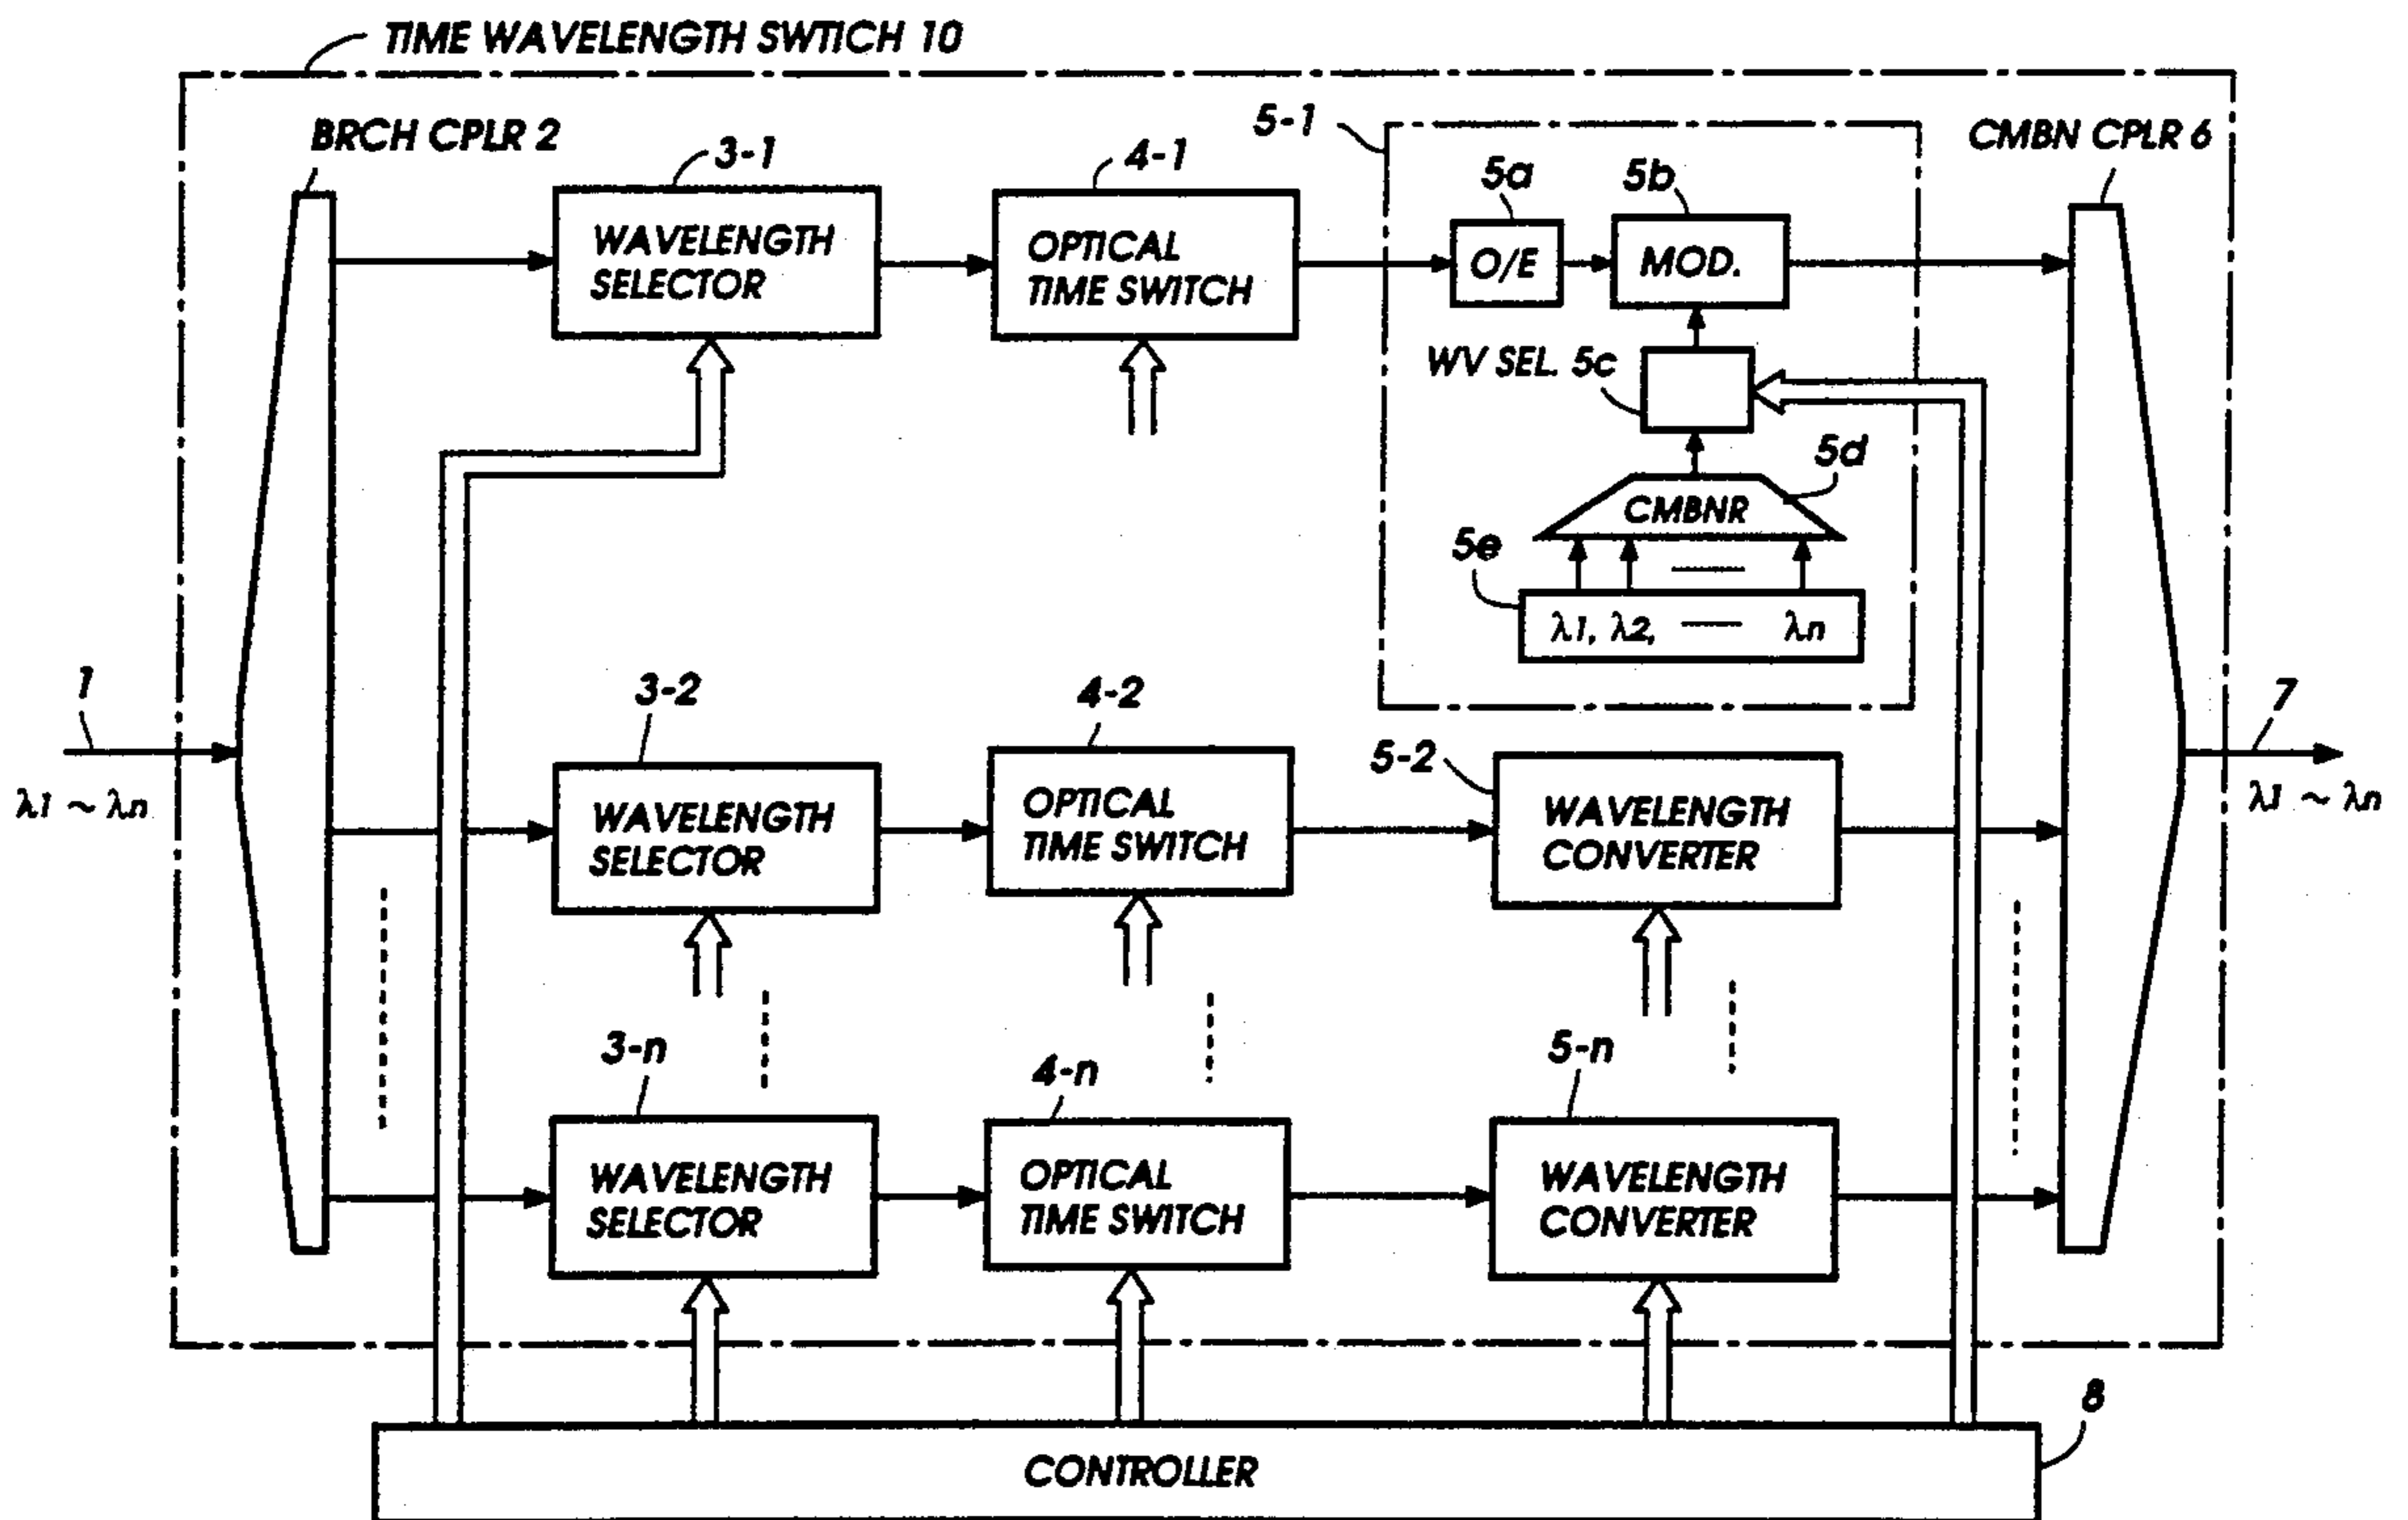 TIME WAVELENGTH SWTICH 10
BRCH CPLR 2
3-1
4-1
5-1
CMBN CPLR 6
5a
5b
WAVELENGTH
SELECTOR
OPTICAL
TIME SWITCH
O/E
MOD.
WV SEL. 5c
5d
CMBNR
5e
λ1, λ2, — λn
1
λ1 ~ λn
3-2
4-2
5-2
7
λ1 ~ λn
WAVELENGTH
SELECTOR
OPTICAL
TIME SWITCH
WAVELENGTH
CONVERTER
3-n
4-n
5-n
WAVELENGTH
SELECTOR
OPTICAL
TIME SWITCH
WAVELENGTH
CONVERTER
8
CONTROLLER